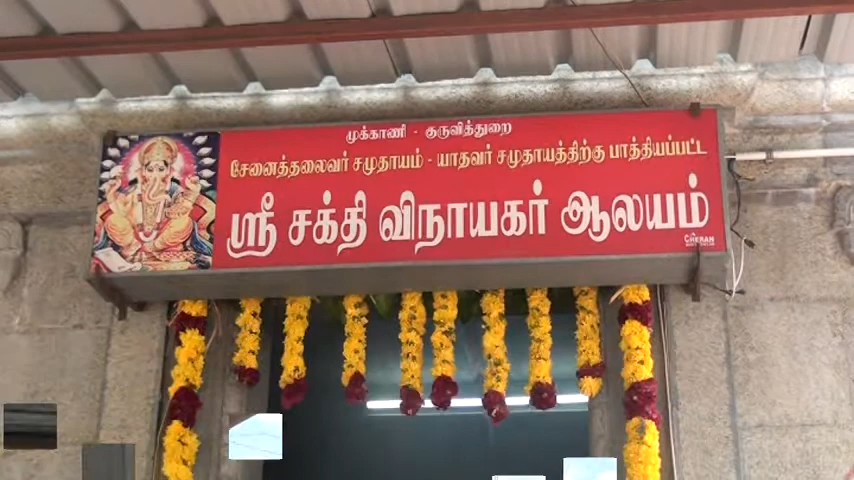 முக்காணி - குருவித்துறை
சேனைத்தலைவர் சமுதாயம் - யாதவர் சமுதாயத்திற்கு பாத்தியப்பட்ட
ஸ்ரீ சக்தி விநாயகர் ஆலயம்
CHERAN